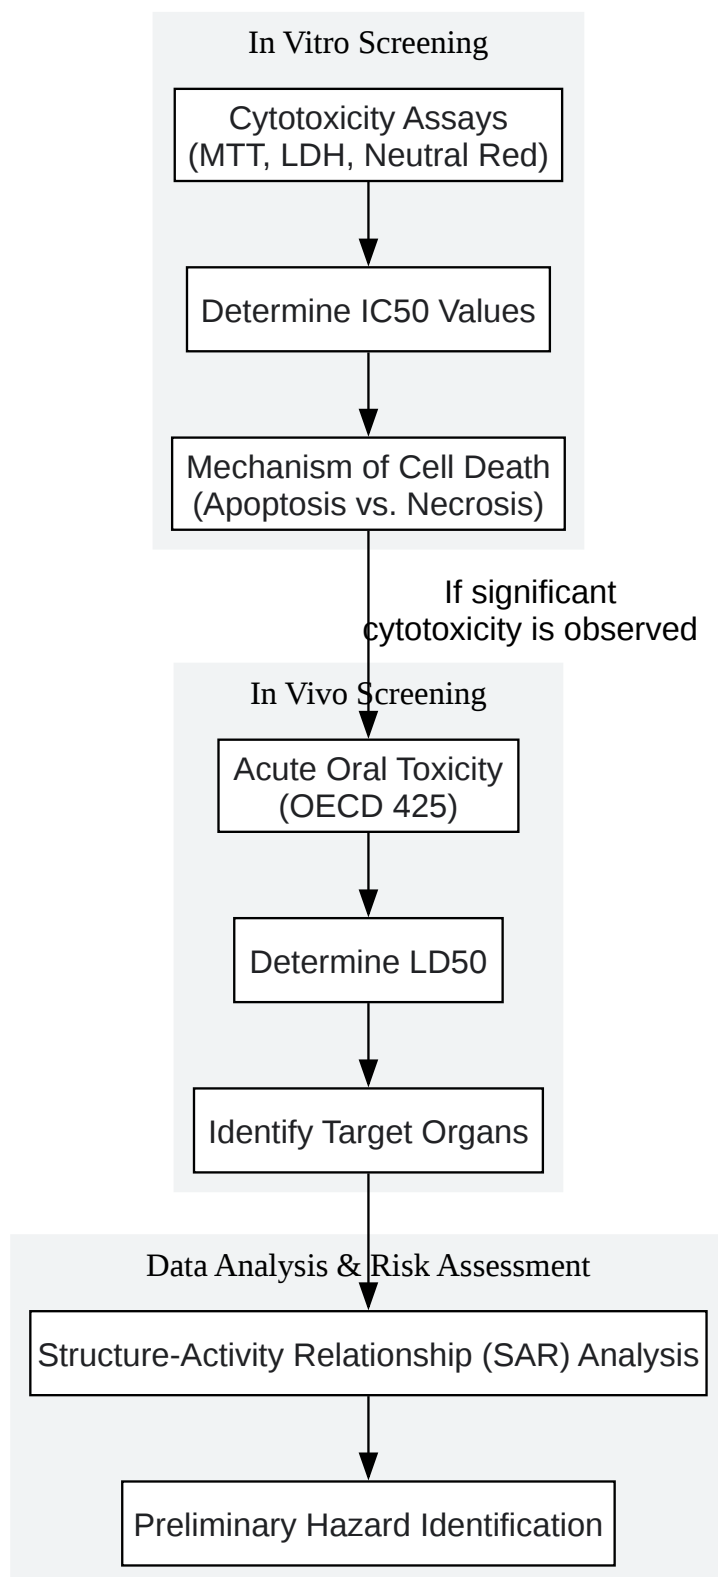 In Vitro Screening
Cytotoxicity Assays
(MTT, LDH, Neutral Red)
Determine IC50 Values
Mechanism of Cell Death
(Apoptosis vs. Necrosis)
If significant
cytotoxicity is observed
In Vivo Screening
Acute Oral Toxicity
(OECD 425)
Determine LD50
Identify Target Organs
Data Analysis & Risk Assessment
Structure-Activity Relationship (SAR) Analysis
Preliminary Hazard Identification